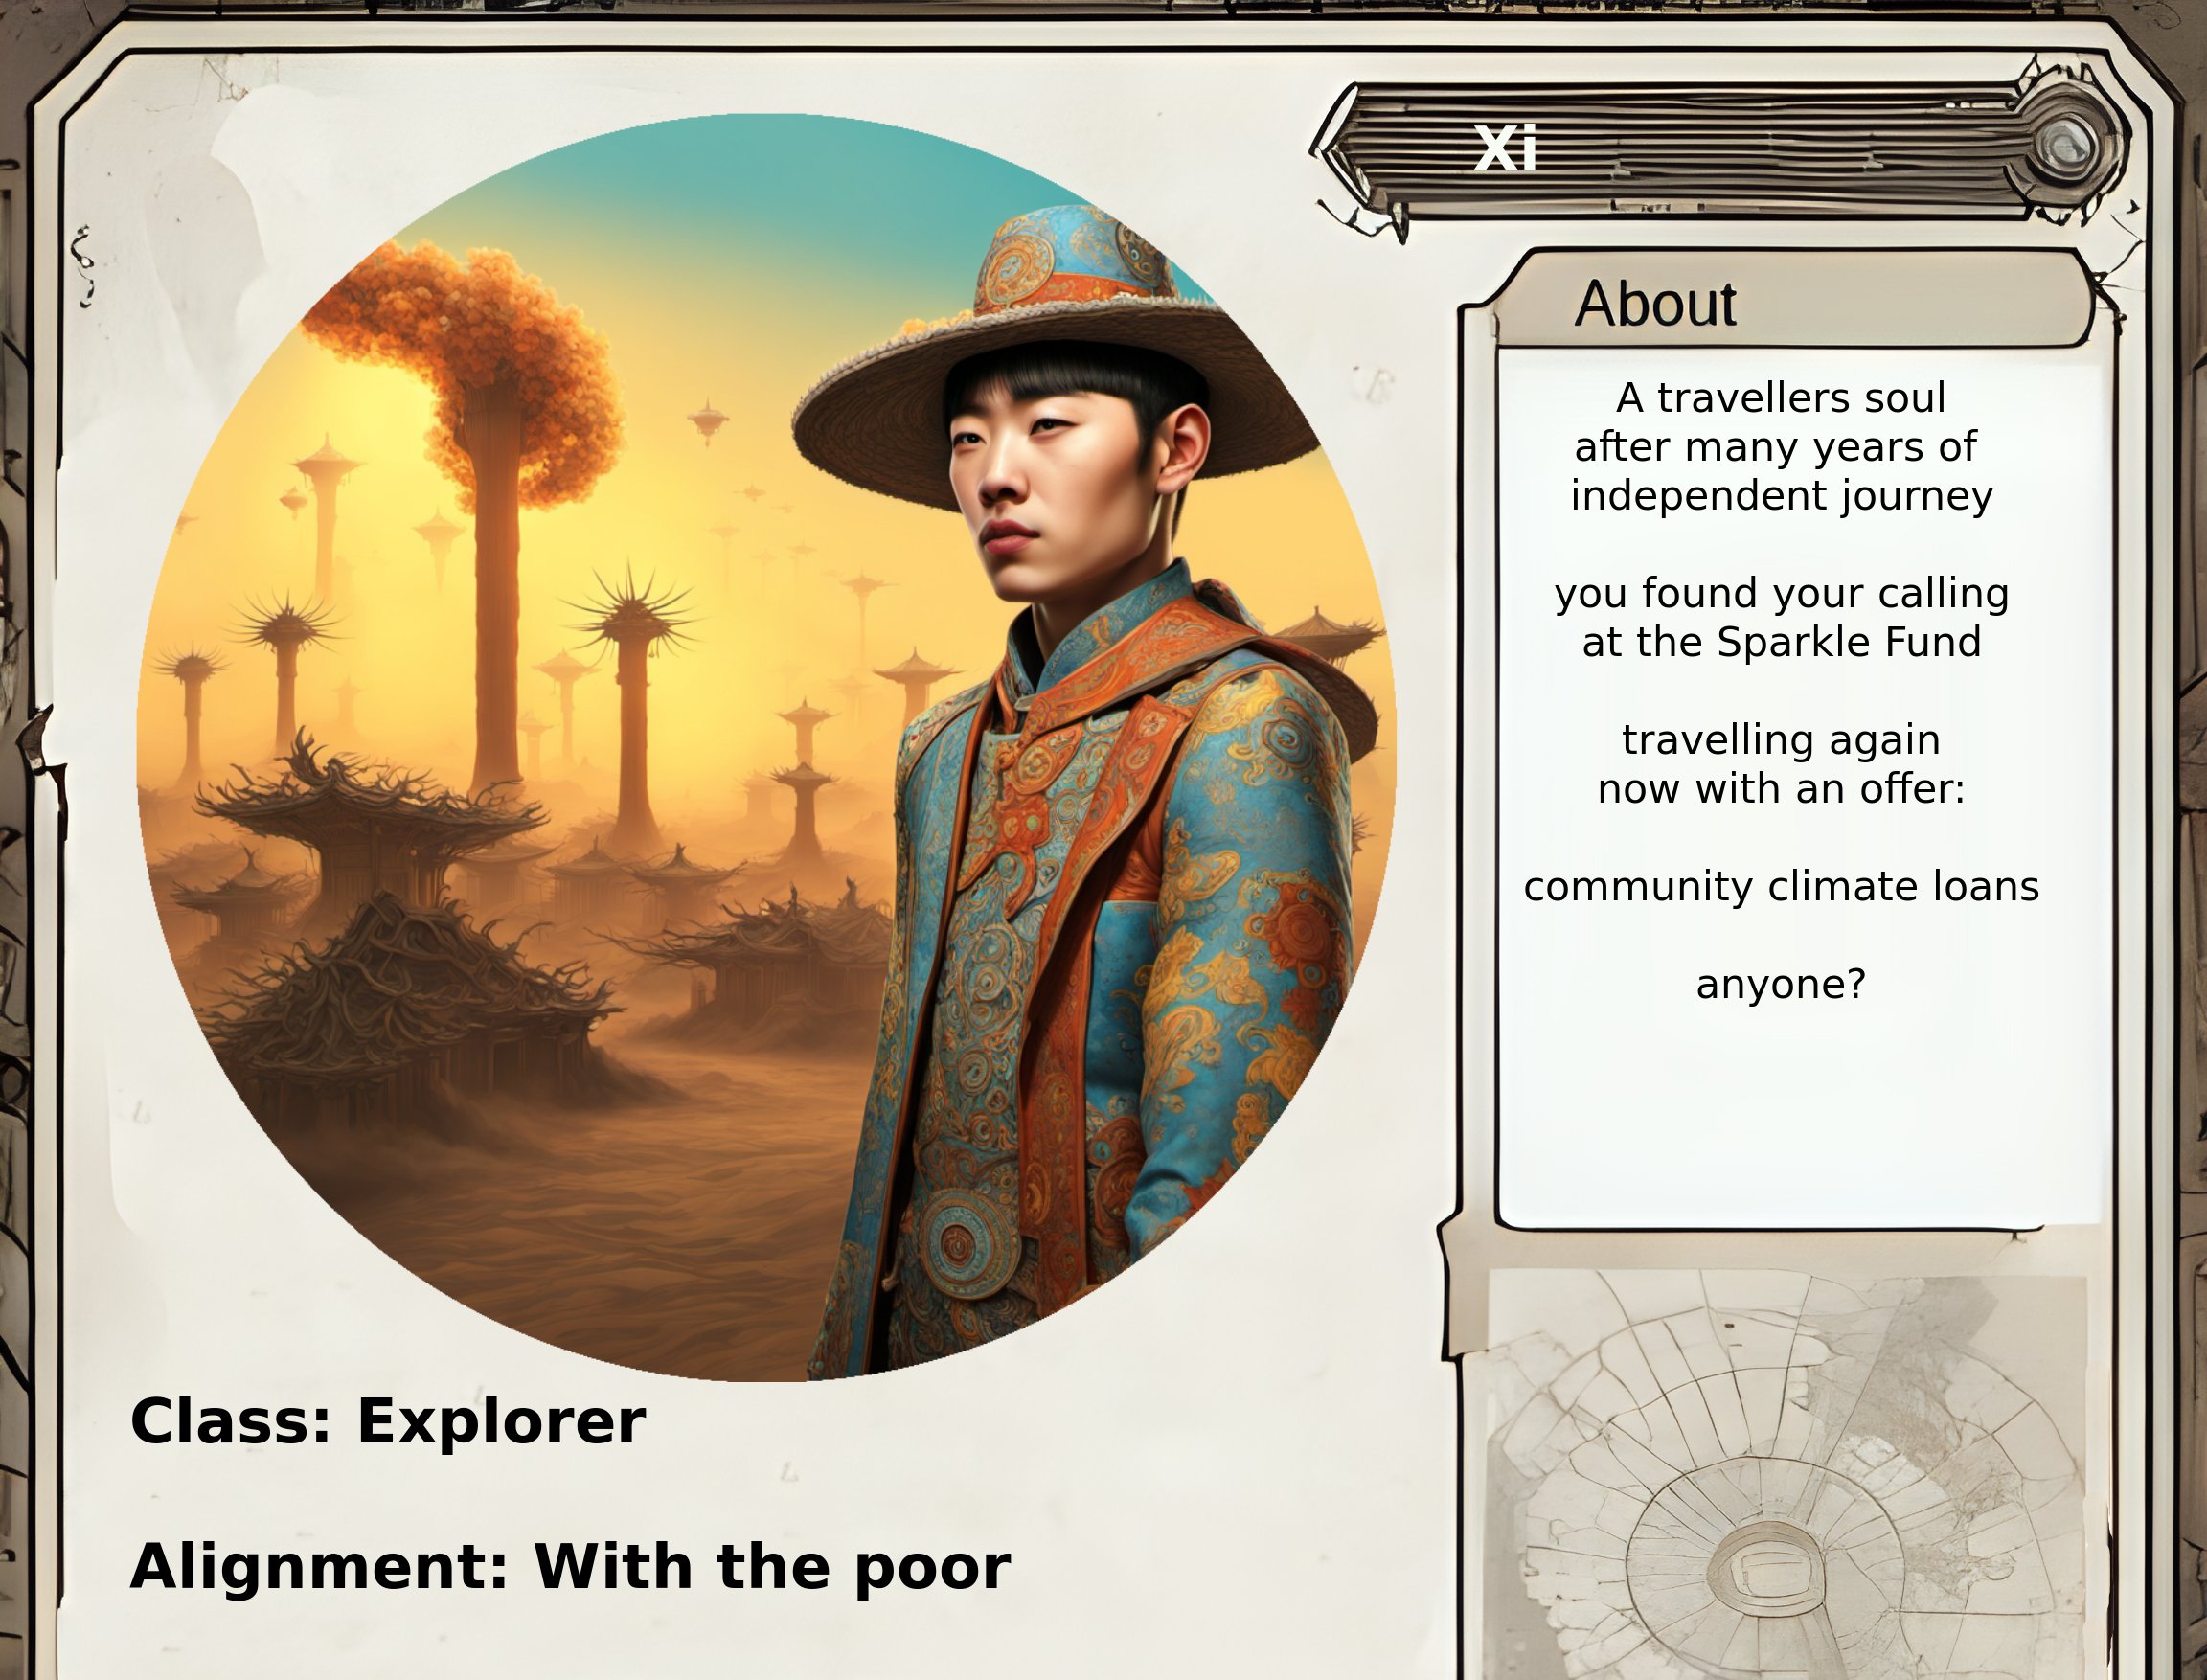 Xi
About
A travellers soul
after many years of
independent journey
you found your calling
at the Sparkle Fund
travelling again
now with an offer:
community climate loans
anyone?
Class: Explorer
Alignment: With the poor